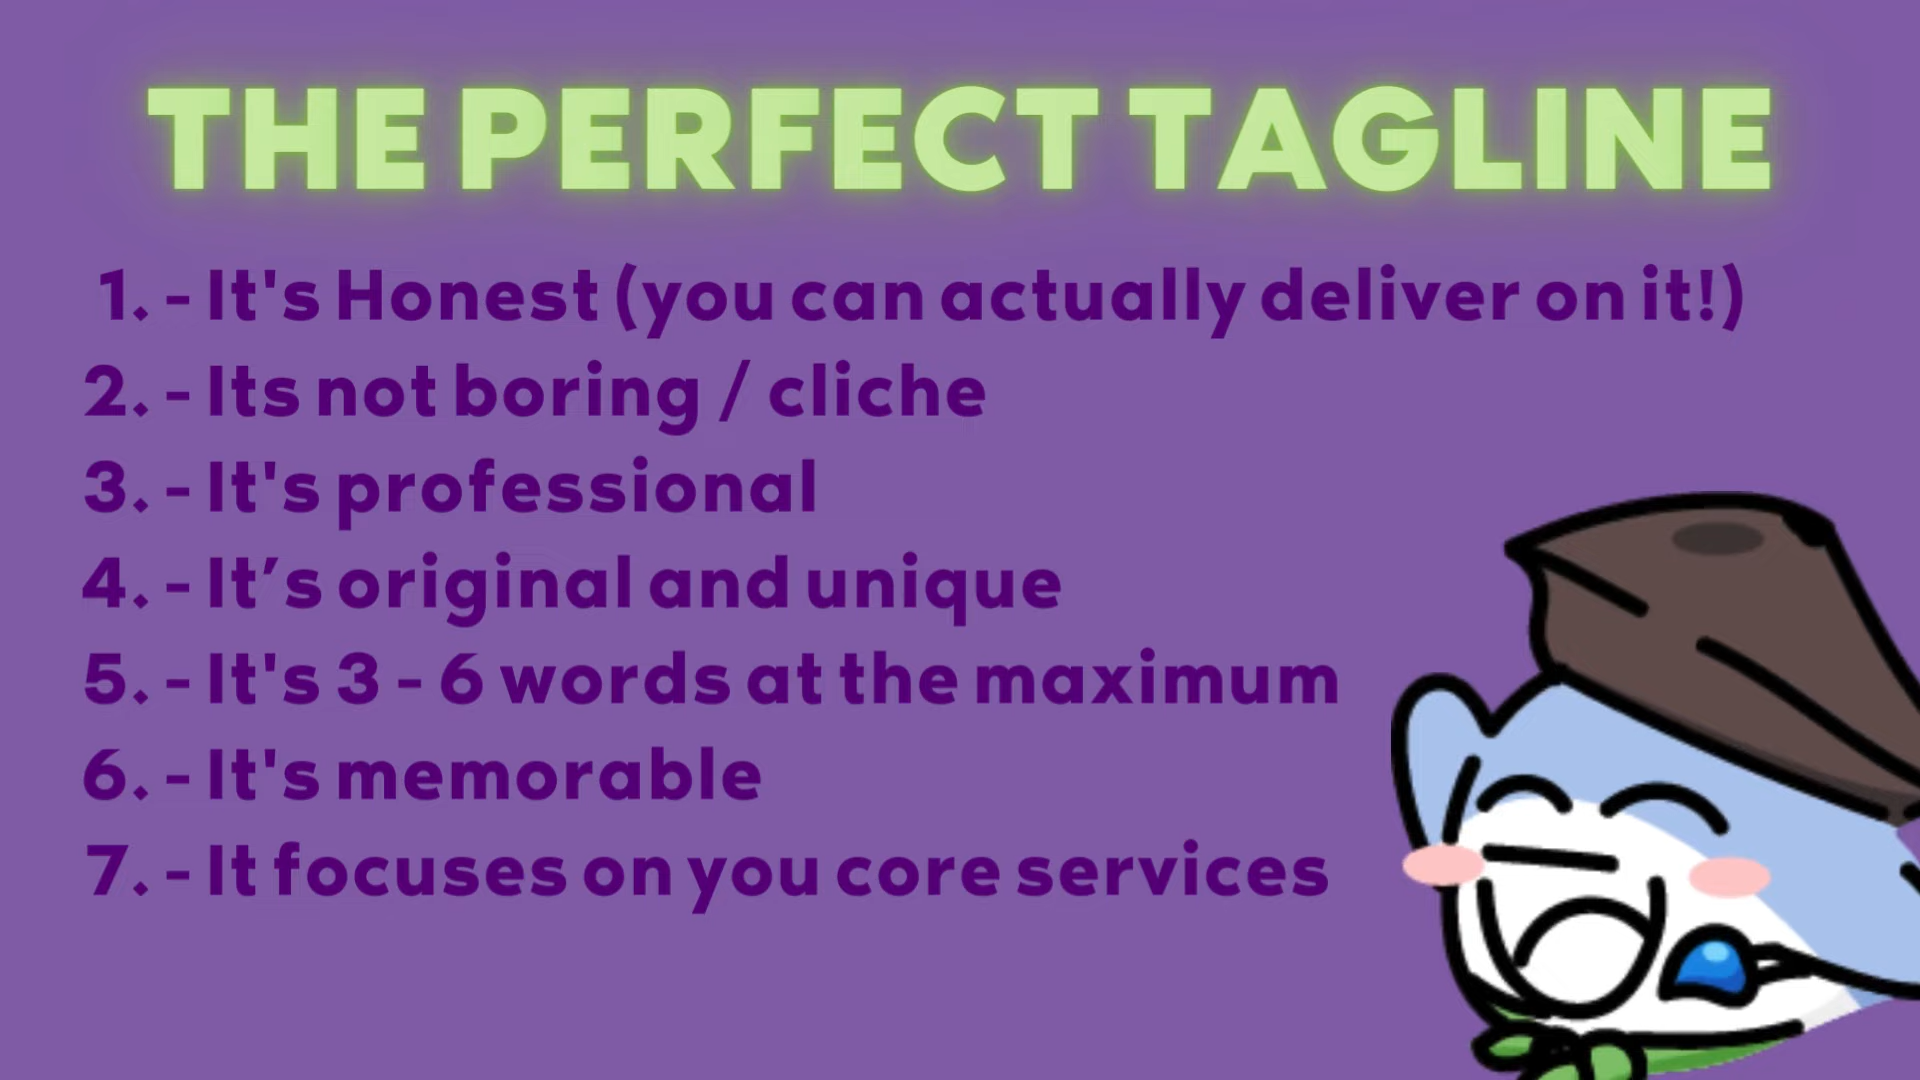 THE PERFECT TAGLINE
1. - It's Honest (you can actually deliver on it!)
2. - Its not boring / cliche
3. - It's professional
4. - It’s original and unique
5. - It's 3 - 6 words at the maximum
6. - It's memorable
7. - It focuses on you core services